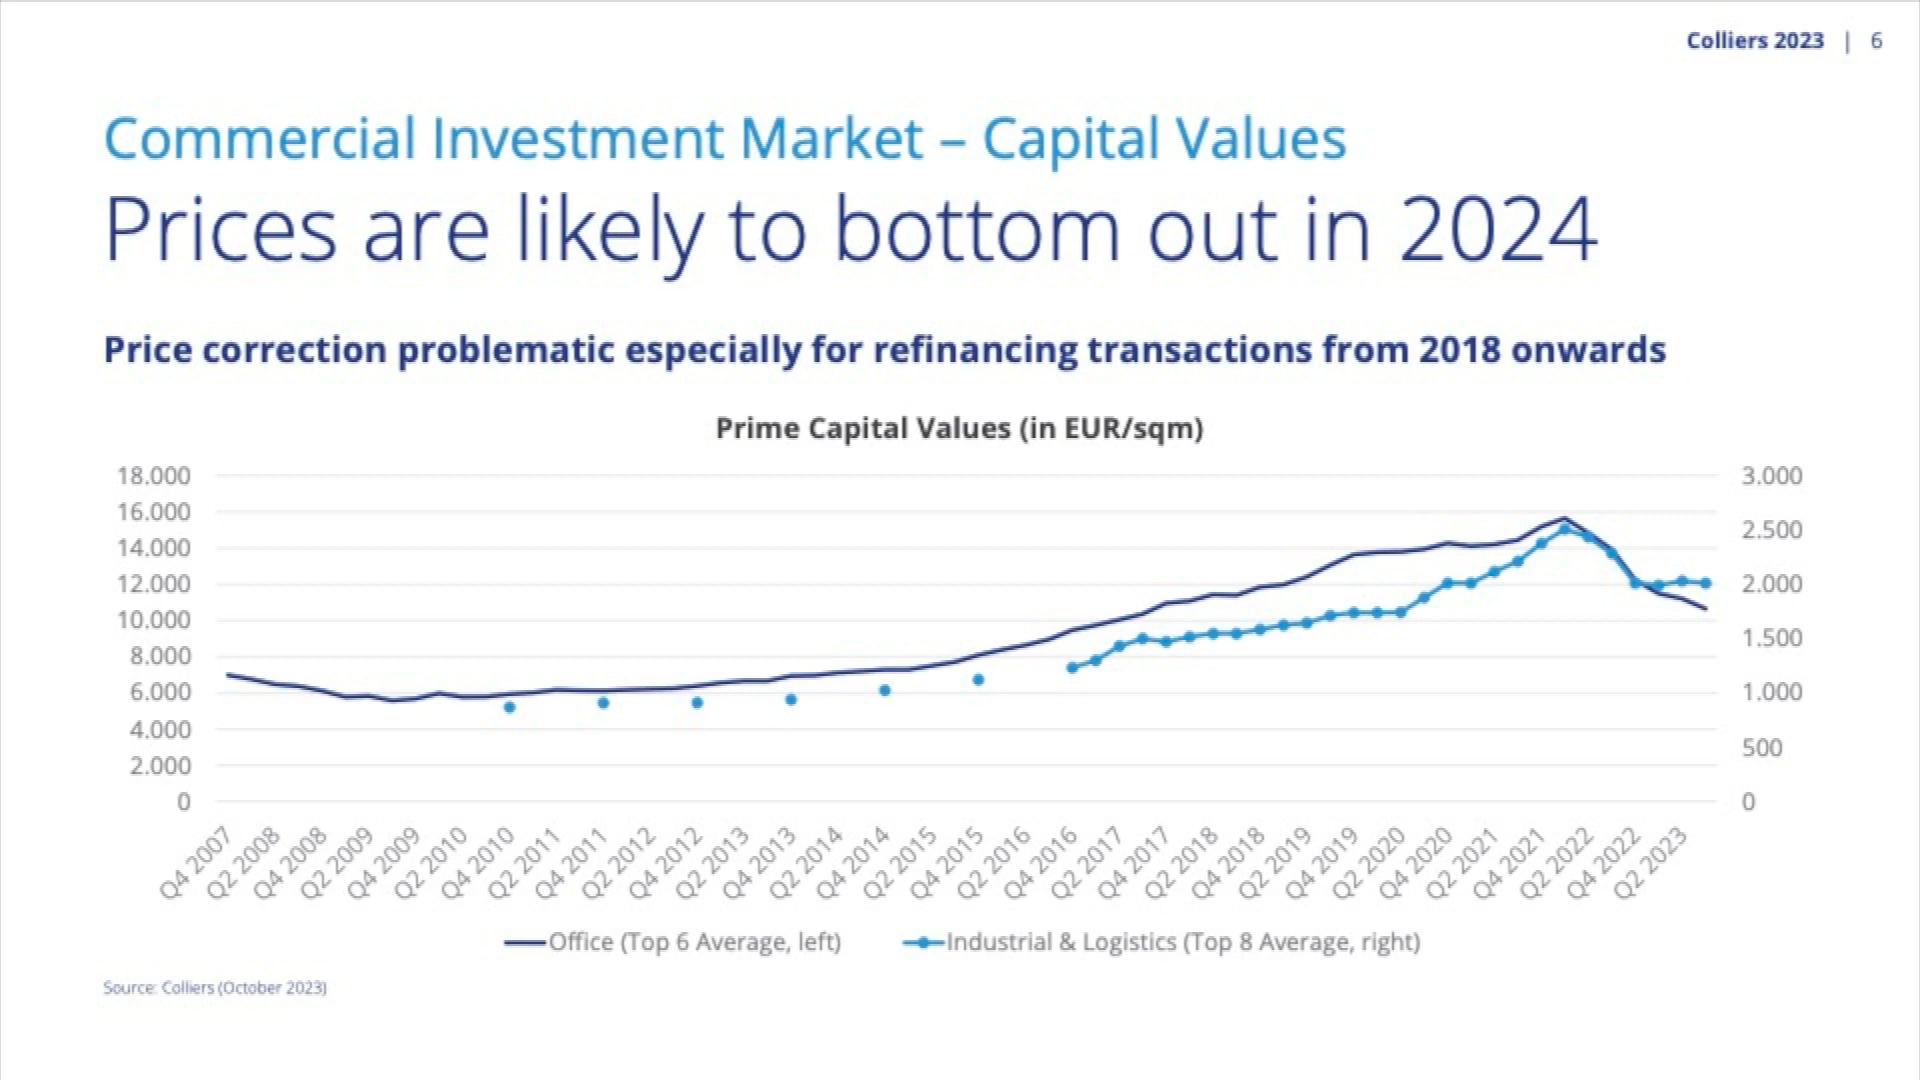 Colliers 2023 | 6
Commercial Investment Market – Capital Values
Prices are likely to bottom out in 2024
Price correction problematic especially for refinancing transactions from 2018 onwards
Prime Capital Values (in EUR/sqm)
18.000
16.000
14.000
12.000
10.000
8.000
6.000
4.000
2.000
0
3.000
2.500
2.000
1.500
1.000
500
0
Q4 2007
Q2 2008
Q4 2008
Q2 2009
Q4 2009
Q2 2010
Q4 2010
Q2 2011
Q4 2011
Q2 2012
Q4 2012
Q2 2013
Q4 2013
Q2 2014
Q4 2014
Q2 2015
Q4 2015
Q2 2016
Q4 2016
Q2 2017
Q4 2017
Q2 2018
Q4 2018
Q2 2019
Q4 2019
Q2 2020
Q4 2020
Q2 2021
Q4 2021
Q2 2022
Q4 2022
Q2 2023
Office (Top 6 Average, left)
Industrial & Logistics (Top 8 Average, right)
Source: Colliers (October 2023)